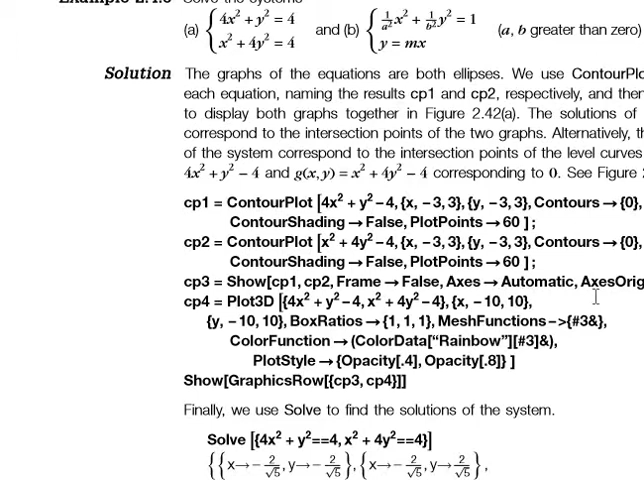 Solve the systems
(a) { 4x² + y² = 4
x² + 4y² = 4 and (b) { 1/a² x² + 1/b² y² = 1
y = mx (a, b greater than zero)
Solution The graphs of the equations are both ellipses. We use ContourPlo
each equation, naming the results cp1 and cp2, respectively, and then
to display both graphs together in Figure 2.42(a). The solutions of
correspond to the intersection points of the two graphs. Alternatively, th
of the system correspond to the intersection points of the level curves
4x² + y² − 4 and g(x, y) = x² + 4y² − 4 corresponding to 0. See Figure 2
cp1 = ContourPlot [4x² + y² − 4, {x, − 3, 3}, {y, − 3, 3}, Contours → {0},
ContourShading → False, PlotPoints → 60 ] ;
cp2 = ContourPlot [x² + 4y² − 4, {x, − 3, 3}, {y, − 3, 3}, Contours → {0},
ContourShading → False, PlotPoints → 60 ] ;
cp3 = Show[cp1, cp2, Frame → False, Axes → Automatic, AxesOrig
cp4 = Plot3D [{4x² + y² − 4, x² + 4y² − 4}, {x, − 10, 10},
{y, − 10, 10}, BoxRatios → {1, 1, 1}, MeshFunctions −>{#3&},
ColorFunction → (ColorData["Rainbow"][#3]&),
PlotStyle → {Opacity[.4], Opacity[.8]} ]
Show[GraphicsRow[{cp3, cp4}]]
Finally, we use Solve to find the solutions of the system.
Solve [{4x² + y²==4, x² + 4y²==4}]
{{x→− 2/√5, y→− 2/√5}, {x→− 2/√5, y→ 2/√5},